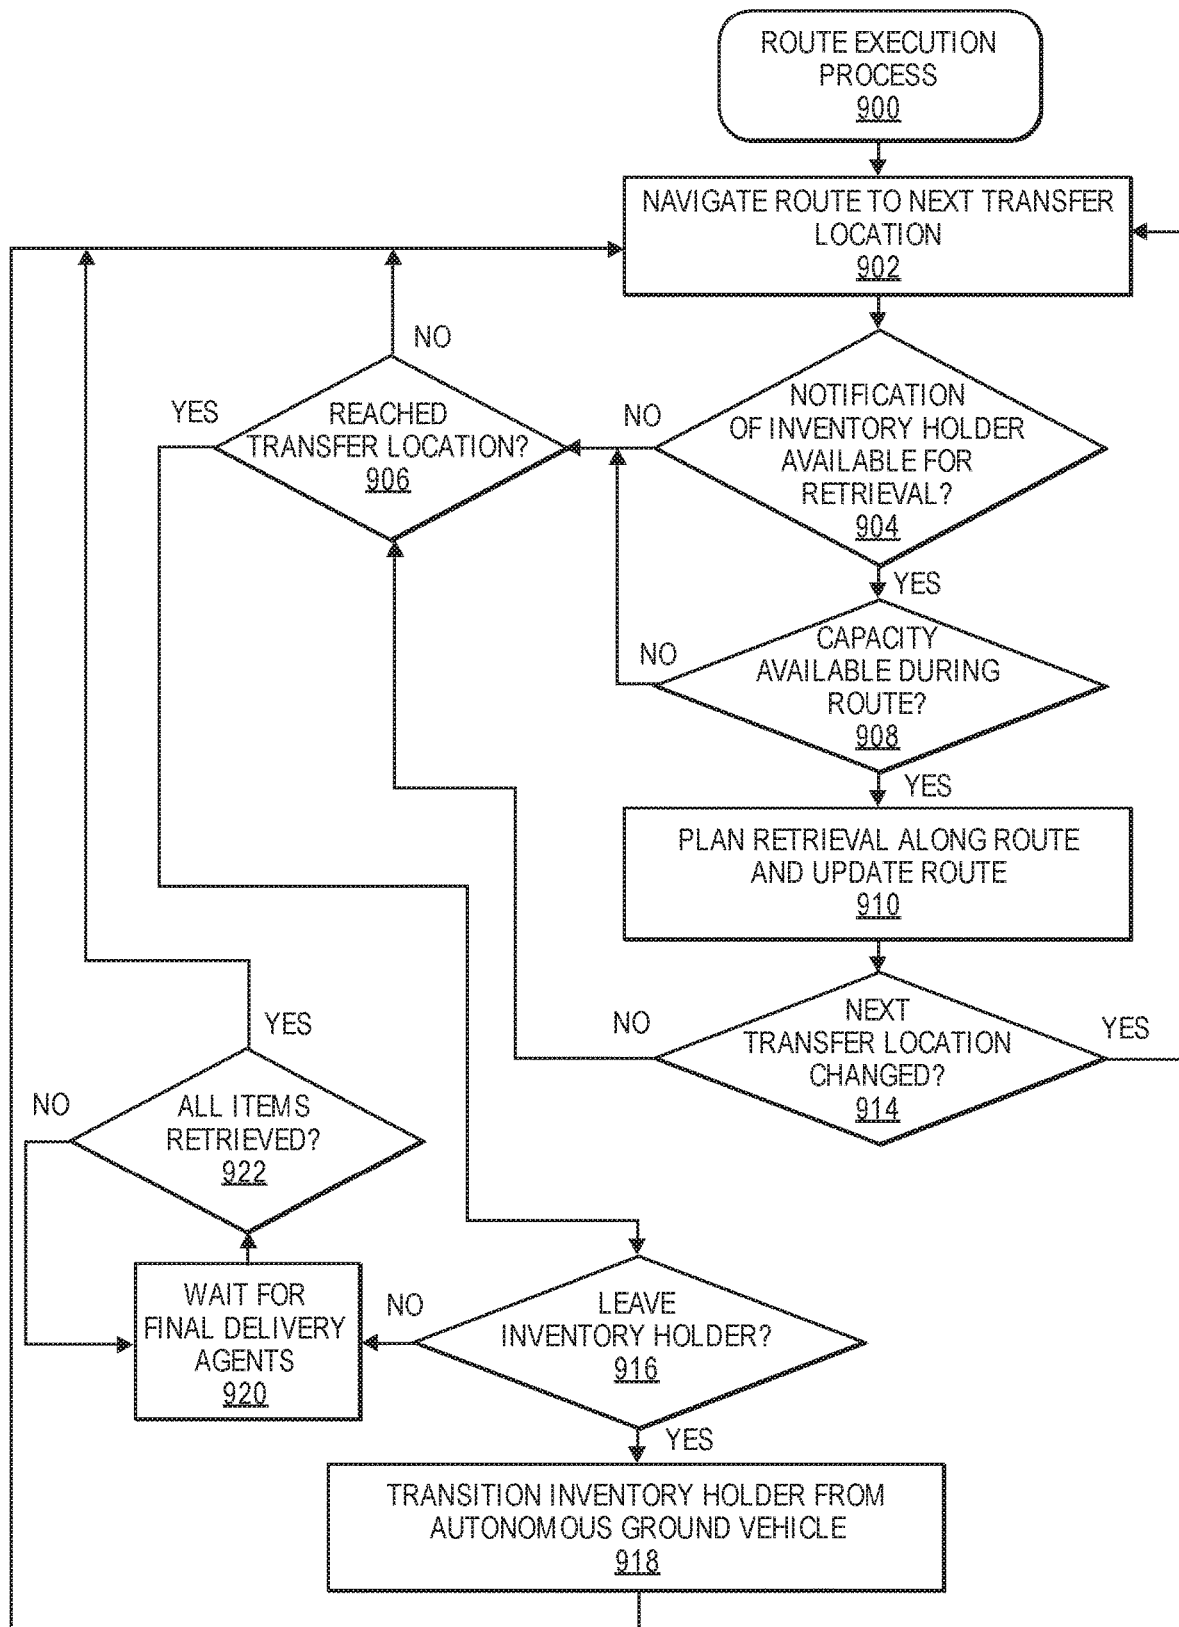 ROUTE EXECUTION
PROCESS
900
NAVIGATE ROUTE TO NEXT TRANSFER
LOCATION
902
NO
YES
REACHED
TRANSFER LOCATION?
906
NO
NOTIFICATION
OF INVENTORY HOLDER
AVAILABLE FOR
RETRIEVAL?
904
YES
NO
CAPACITY
AVAILABLE DURING
ROUTE?
908
YES
PLAN RETRIEVAL ALONG ROUTE
AND UPDATE ROUTE
910
NO
NEXT
TRANSFER LOCATION
CHANGED?
914
YES
YES
NO
ALL ITEMS
RETRIEVED?
922
WAIT FOR
FINAL DELIVERY
AGENTS
920
NO
LEAVE
INVENTORY HOLDER?
916
YES
TRANSITION INVENTORY HOLDER FROM
AUTONOMOUS GROUND VEHICLE
918